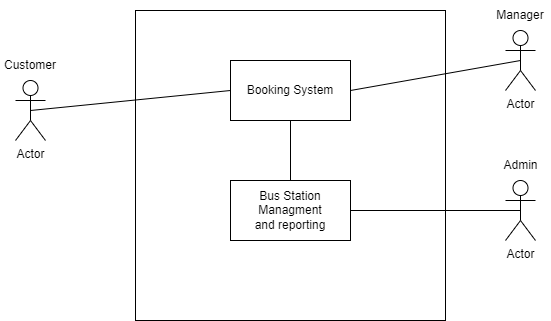 Manager
Customer
Booking System
Actor
Actor
Admin
Bus Station
Managment
and reporting
Actor